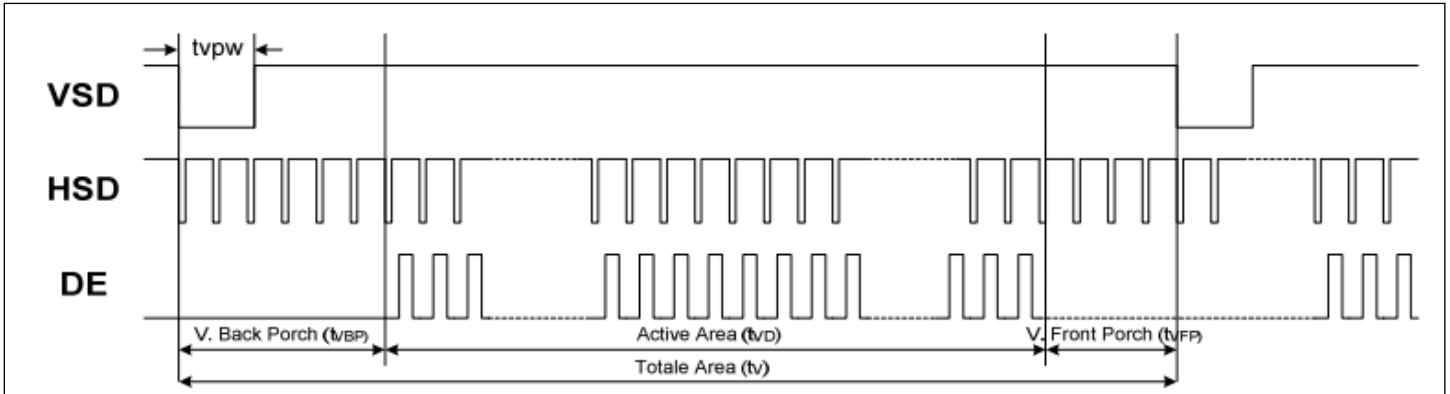 tvpw
VSD
HSD
DE
V. Back Porch (tVBP)
Active Area (tVD)
V. Front Porch (tVFP)
Totale Area (tv)